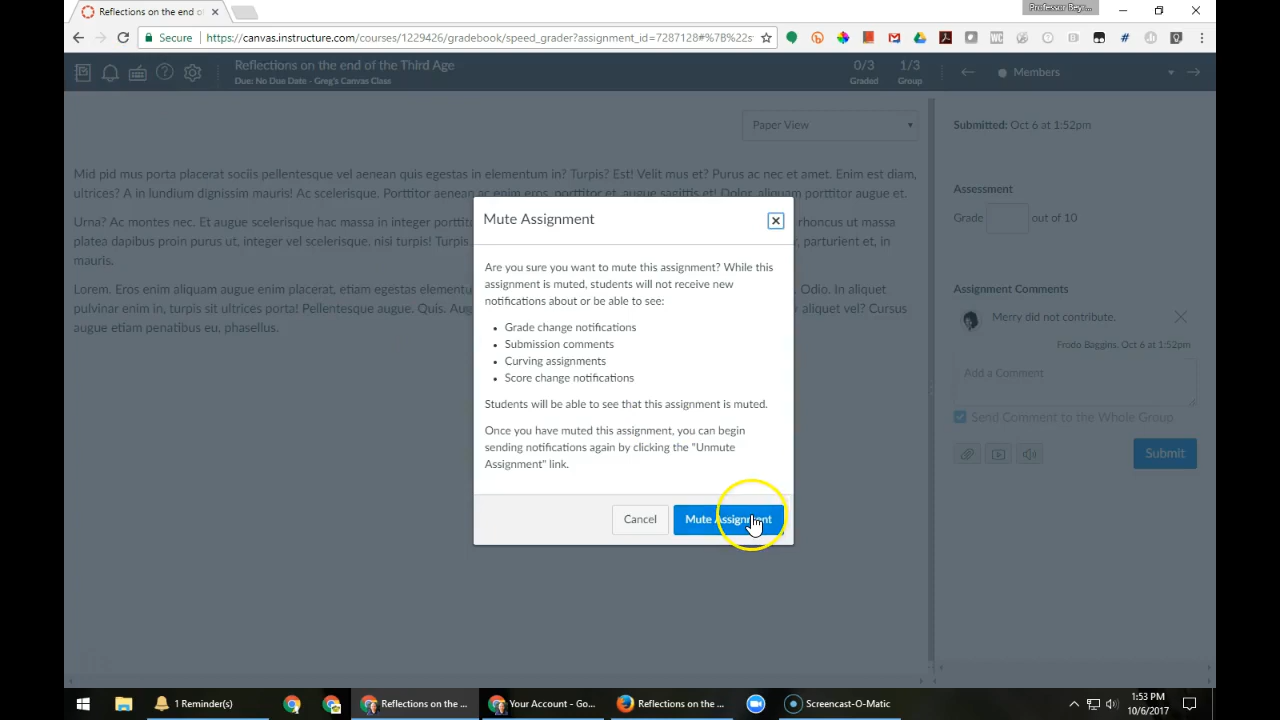 Reflections on the end of
Professor Reyn
Secure
https://canvas.instructure.com/courses/1229426/gradebook/speed_grader?assignment_id=7287128#%7B%22s
Reflections on the end of the Third Age
Due: No Due Date - Greg's Canvas Class
0/3
Graded
1/3
Group
Members
Paper View
Submitted: Oct 6 at 1:52pm
Mid pid mus porta placerat sociis pellentesque vel aenean quis egestas in elementum in? Turpis? Est! Velit mus et? Purus ac nec et amet. Enim est diam,
ultrices? A in lundium dignissim mauris! Ac scelerisque. Porttitor aenean ac enim eros, porttitor et, augue sagittis et! Dolor, aliquam porttitor augue et.
Urna? Ac montes nec. Et augue scelerisque hac massa in integer porttit
rhoncus ut massa
platea dapibus proin purus ut, integer vel scelerisque, nisi turpis! Turpis
, parturient et, in
mauris.
Lorem. Eros enim aliquam augue enim placerat, etiam egestas elementu
Odio. In aliquet
pulvinar enim in, turpis sit ultrices porta! Pellentesque augue. Quis. Aug
aliquet vel? Cursus
augue etiam penatibus eu, phasellus.
Assessment
Grade
out of 10
Assignment Comments
Merry did not contribute.
Frodo Baggins, Oct 6 at 1:52pm
Add a Comment
Send Comment to the Whole Group
Submit
Mute Assignment
Are you sure you want to mute this assignment? While this
assignment is muted, students will not receive new
notifications about or be able to see:
• Grade change notifications
• Submission comments
• Curving assignments
• Score change notifications
Students will be able to see that this assignment is muted.
Once you have muted this assignment, you can begin
sending notifications again by clicking the "Unmute
Assignment" link.
Cancel
Mute Assignment
1 Reminder(s)
Reflections on the ...
Your Account - Go...
Reflections on the ...
Screencast-O-Matic
1:53 PM
10/6/2017